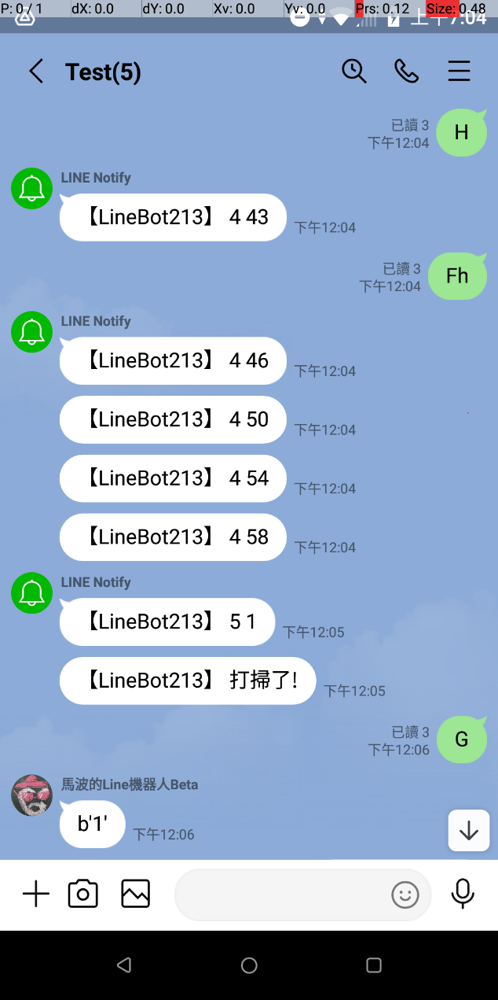 P: 0 / 1 dX: 0.0 dY: 0.0 Xv: 0.0 Yv: 0.0 Prs: 0.12 Size: 0.48
上午7:04
Test(5)
已讀 3
下午12:04
H
LINE Notify
【LineBot213】 4 43
下午12:04
已讀 3
下午12:04
Fh
LINE Notify
【LineBot213】 4 46
下午12:04
【LineBot213】 4 50
下午12:04
【LineBot213】 4 54
下午12:04
【LineBot213】 4 58
下午12:04
LINE Notify
【LineBot213】 5 1
下午12:05
【LineBot213】 打掃了!
下午12:05
已讀 3
下午12:06
G
馬波的Line機器人Beta
b'1'
下午12:06